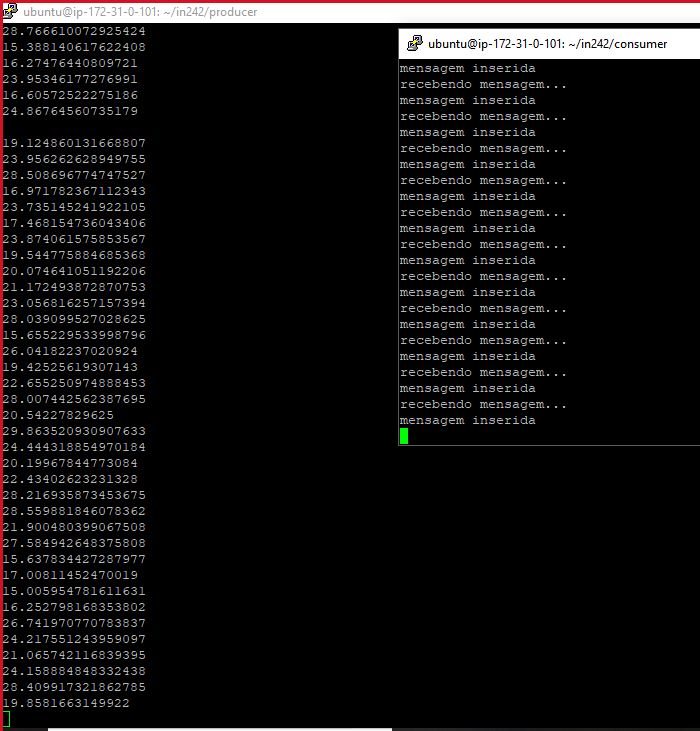 ubuntu@ip-172-31-0-101: ~/in242/producer
28.766610072925424
15.388140617622408
16.27476440809721
23.95346177276991
16.60572522275186
24.86764560735179
19.124860131668807
23.956262628949755
28.508696774747527
16.971782367112343
23.735145241922105
17.468154736043406
23.874061575853567
19.544775884685368
20.074641051192206
21.172493872870753
23.056816257157394
28.039099527028625
15.655229533998796
26.04182237020924
19.42525619307143
22.655250974888453
28.007442562387695
20.54227829625
29.863520930907633
24.444318854970184
20.19967844773084
22.43402623231328
28.216935873453675
28.559881846078362
21.900480399067508
27.584942648375808
15.637834427287977
17.00811452470019
15.005954781611631
16.252798168353802
26.741970770783837
24.217551243959097
21.065742116839395
24.158884848332438
28.409917321862785
19.8581663149922
ubuntu@ip-172-31-0-101: ~/in242/consumer
mensagem inserida
recebendo mensagem...
mensagem inserida
recebendo mensagem...
mensagem inserida
recebendo mensagem...
mensagem inserida
recebendo mensagem...
mensagem inserida
recebendo mensagem...
mensagem inserida
recebendo mensagem...
mensagem inserida
recebendo mensagem...
mensagem inserida
recebendo mensagem...
mensagem inserida
recebendo mensagem...
mensagem inserida
recebendo mensagem...
mensagem inserida
recebendo mensagem...
mensagem inserida